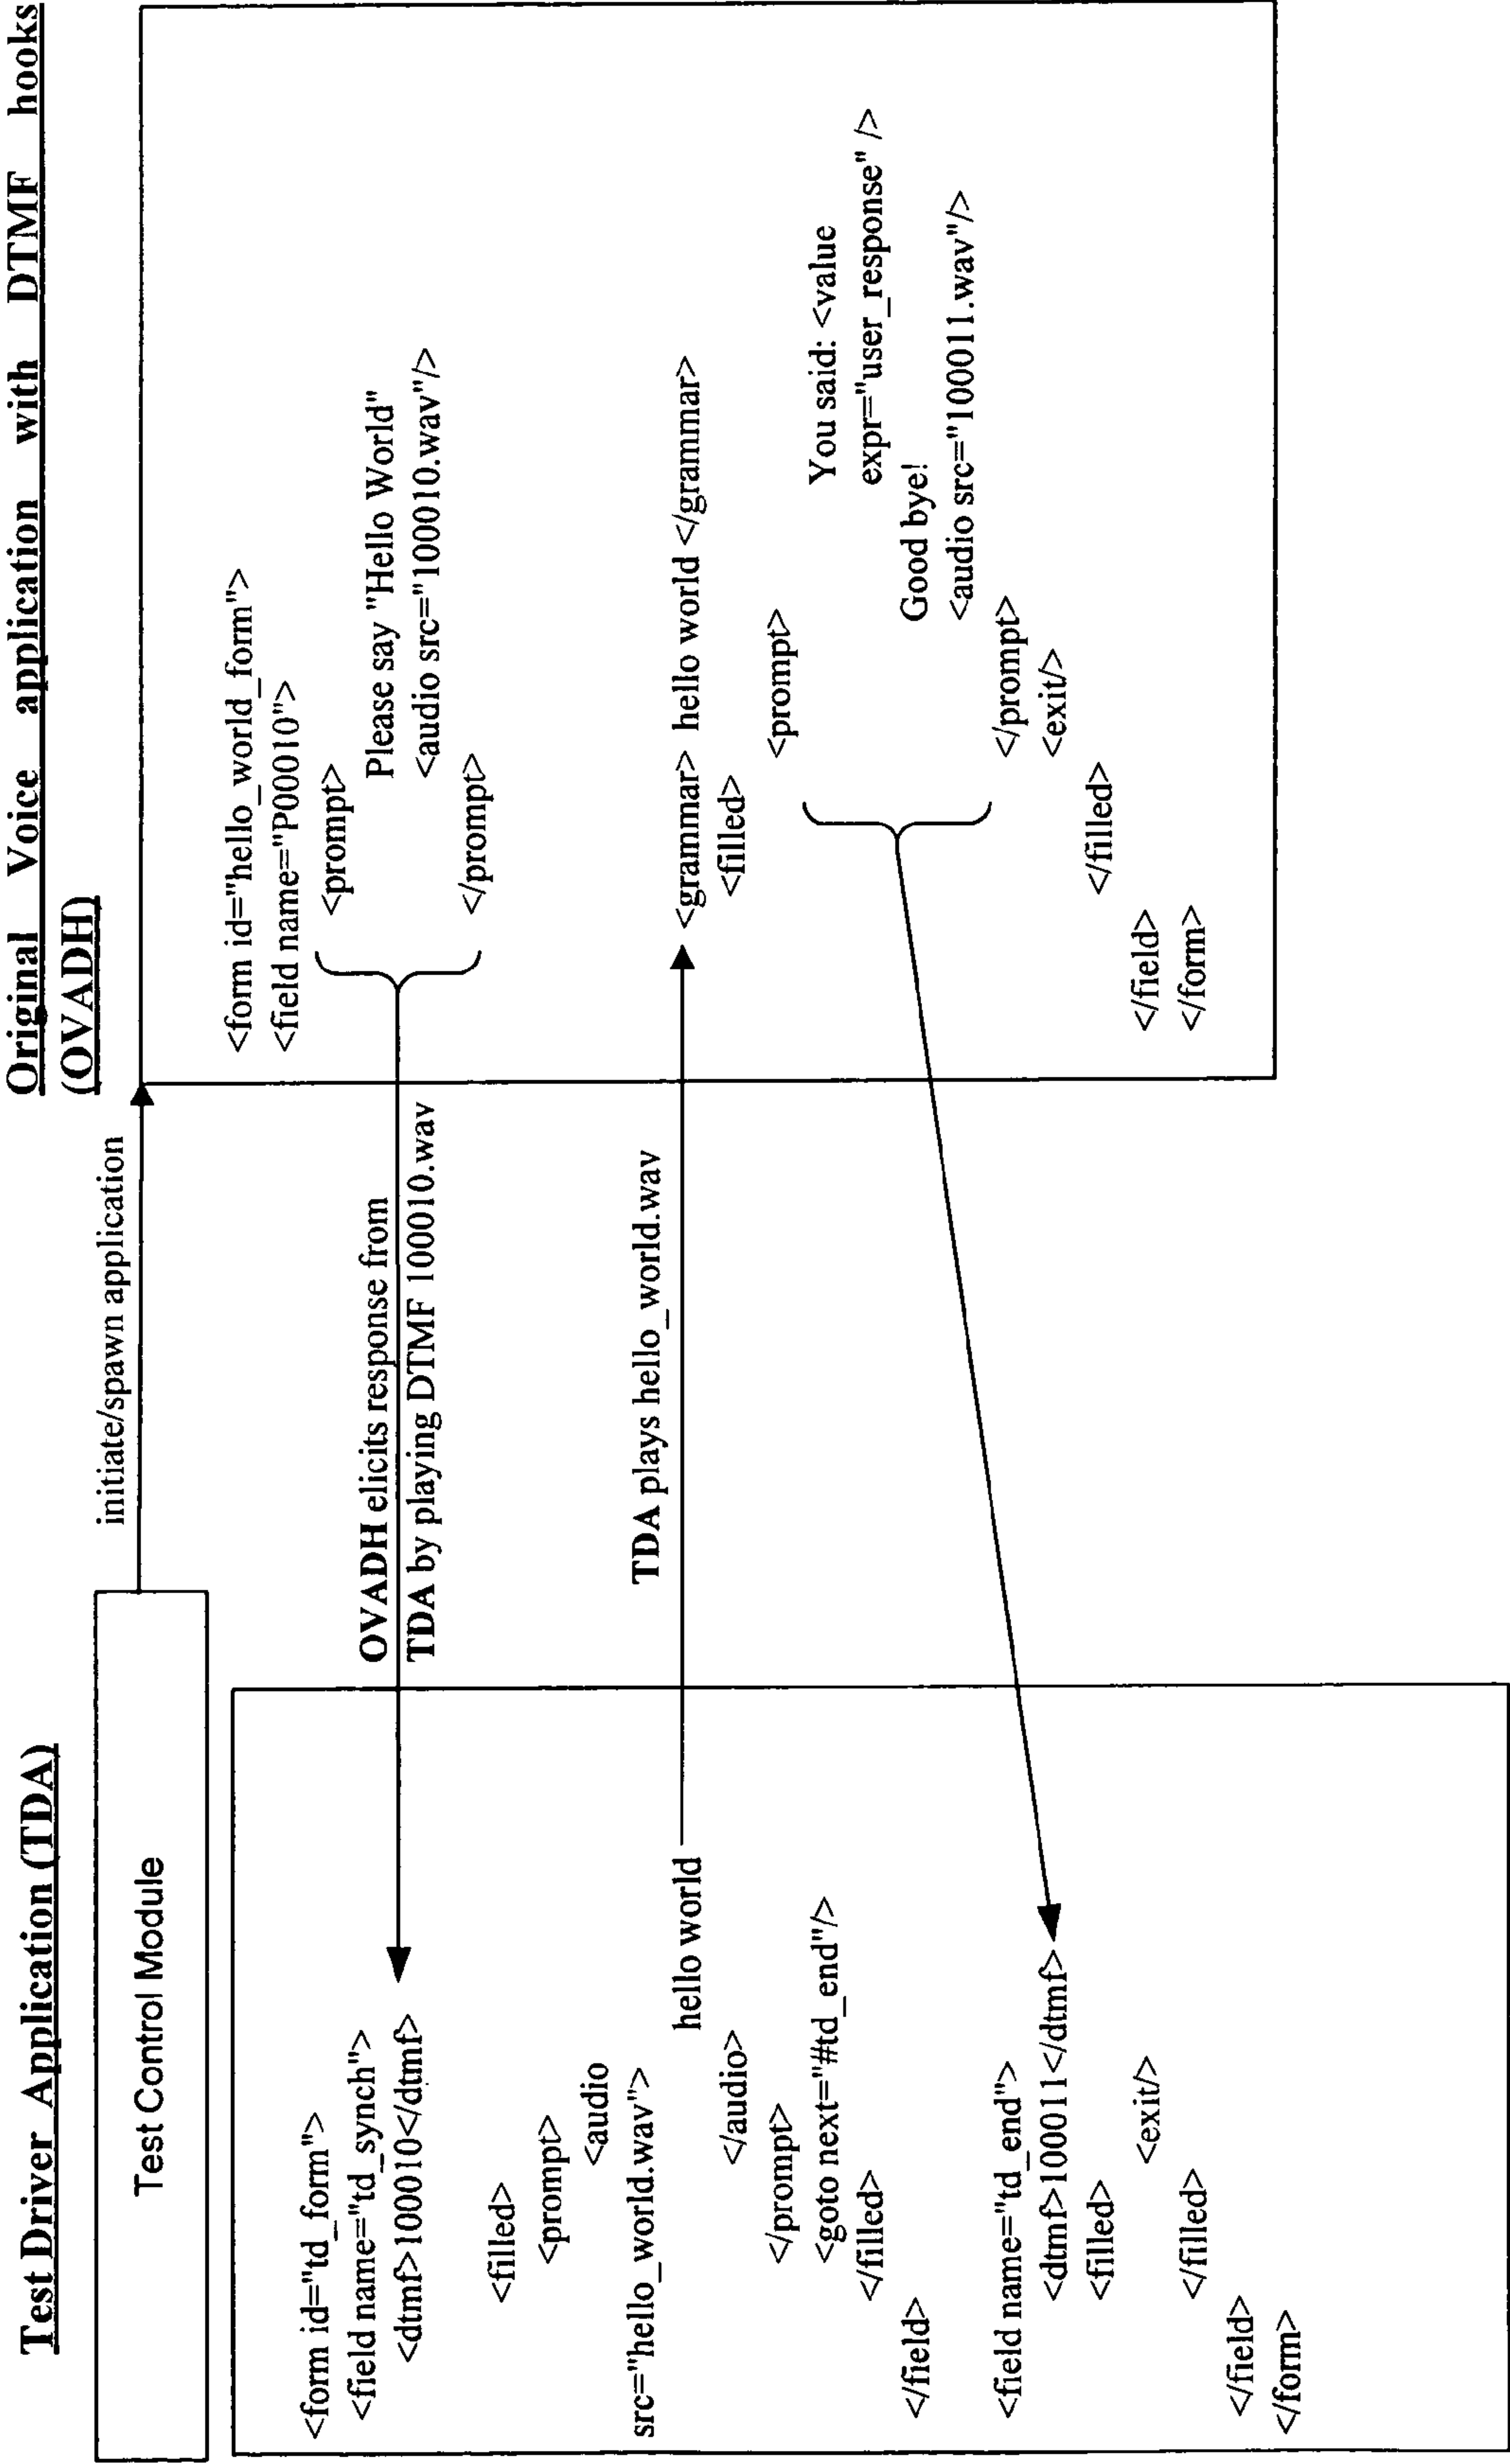 Test Driver Application (TDA)
Test Control Module
<form id="td_form">
<field name="td_synch">
<dtmf>100010</dtmf>
<filled>
<prompt>
<audio
src="hello_world.wav">
hello world
</audio>
</prompt>
<goto next="#td_end"/>
</filled>
</field>
<field name="td_end">
<dtmf>100011</dtmf>
<filled>
<exit/>
</filled>
</field>
</form>
initiate/spawn application
OVADH elicits response from
TDA by playing DTMF 100010.wav
TDA plays hello_world.wav
Original Voice application with DTMF hooks
(OVADH)
<form id="hello_world_form">
<field name="P00010">
<prompt>
Please say "Hello World"
<audio src="100010.wav"/>
</prompt>
<grammar> hello world </grammar>
<filled>
<prompt>
You said: <value
expr="user_response" />
Good bye!
<audio src="100011.wav"/>
</prompt>
<exit/>
</filled>
</field>
</form>